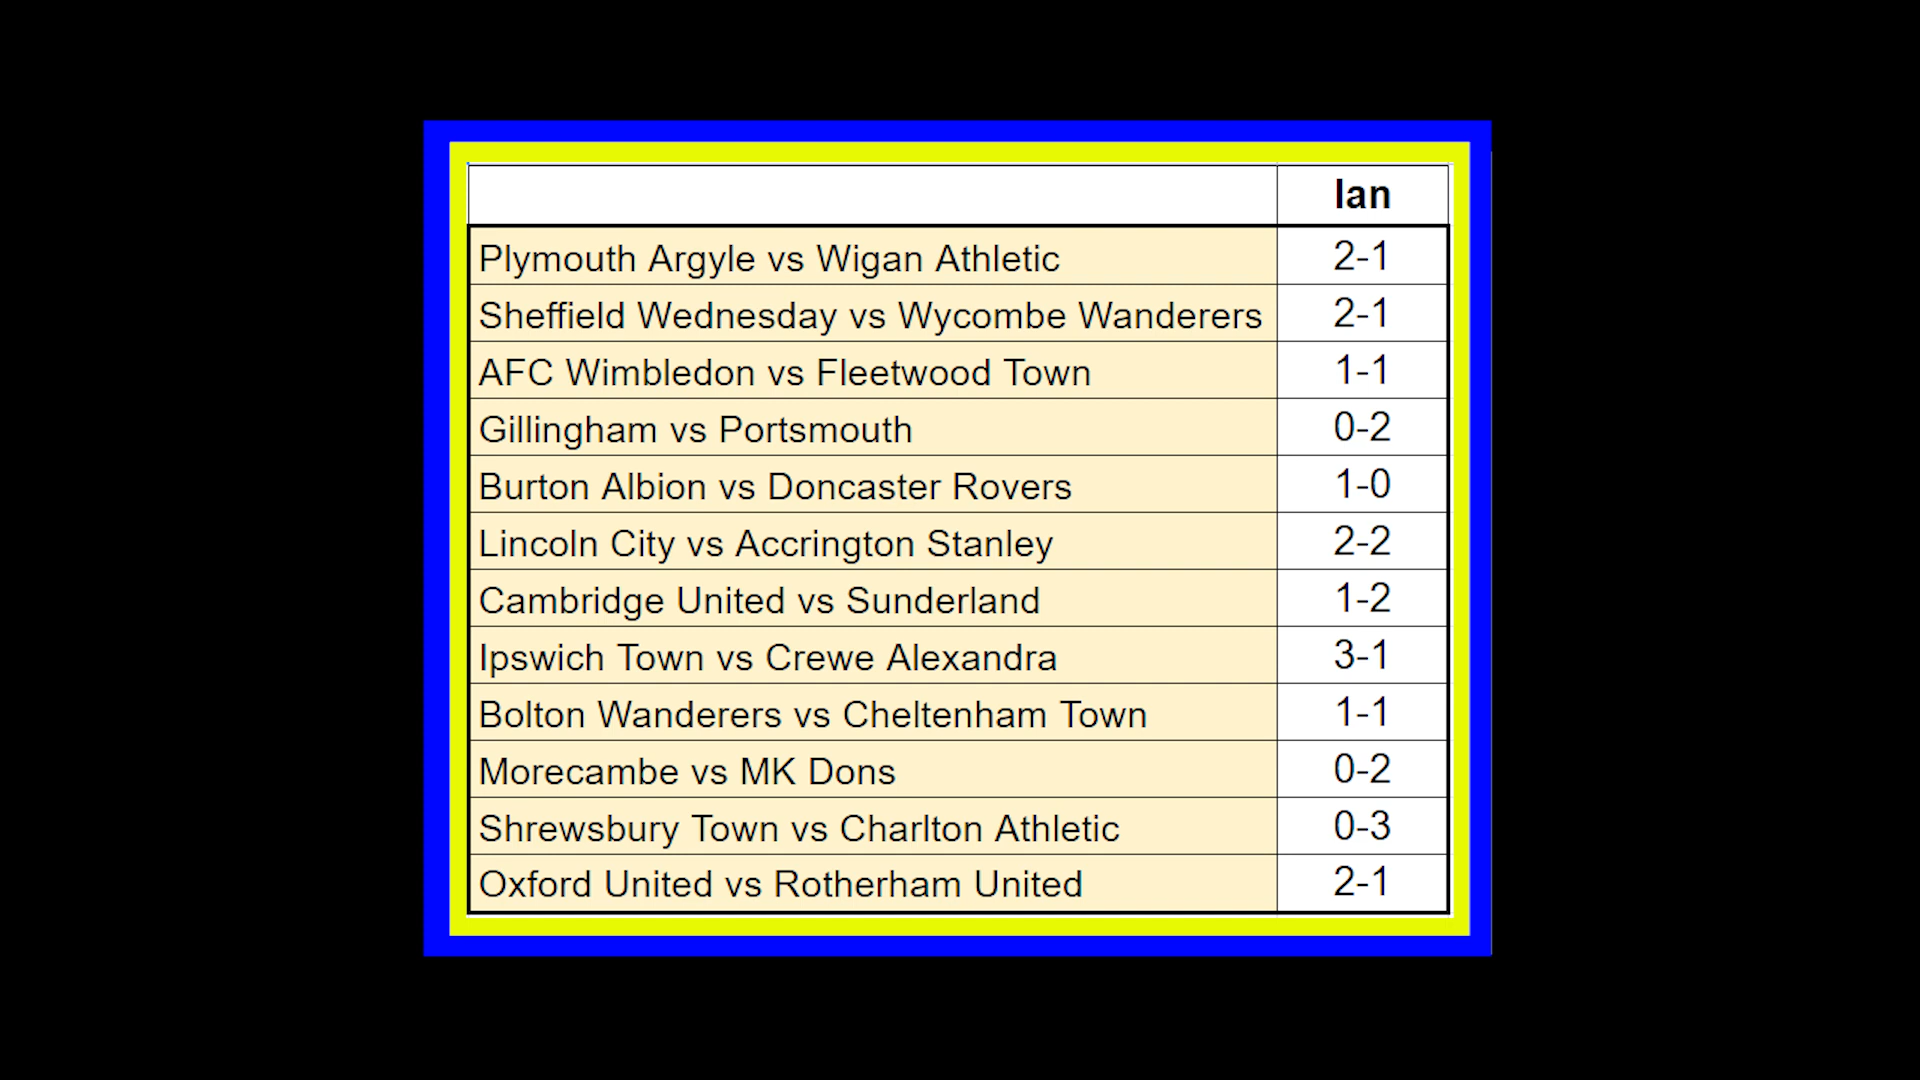 Ian
Plymouth Argyle vs Wigan Athletic 2-1
Sheffield Wednesday vs Wycombe Wanderers 2-1
AFC Wimbledon vs Fleetwood Town 1-1
Gillingham vs Portsmouth 0-2
Burton Albion vs Doncaster Rovers 1-0
Lincoln City vs Accrington Stanley 2-2
Cambridge United vs Sunderland 1-2
Ipswich Town vs Crewe Alexandra 3-1
Bolton Wanderers vs Cheltenham Town 1-1
Morecambe vs MK Dons 0-2
Shrewsbury Town vs Charlton Athletic 0-3
Oxford United vs Rotherham United 2-1